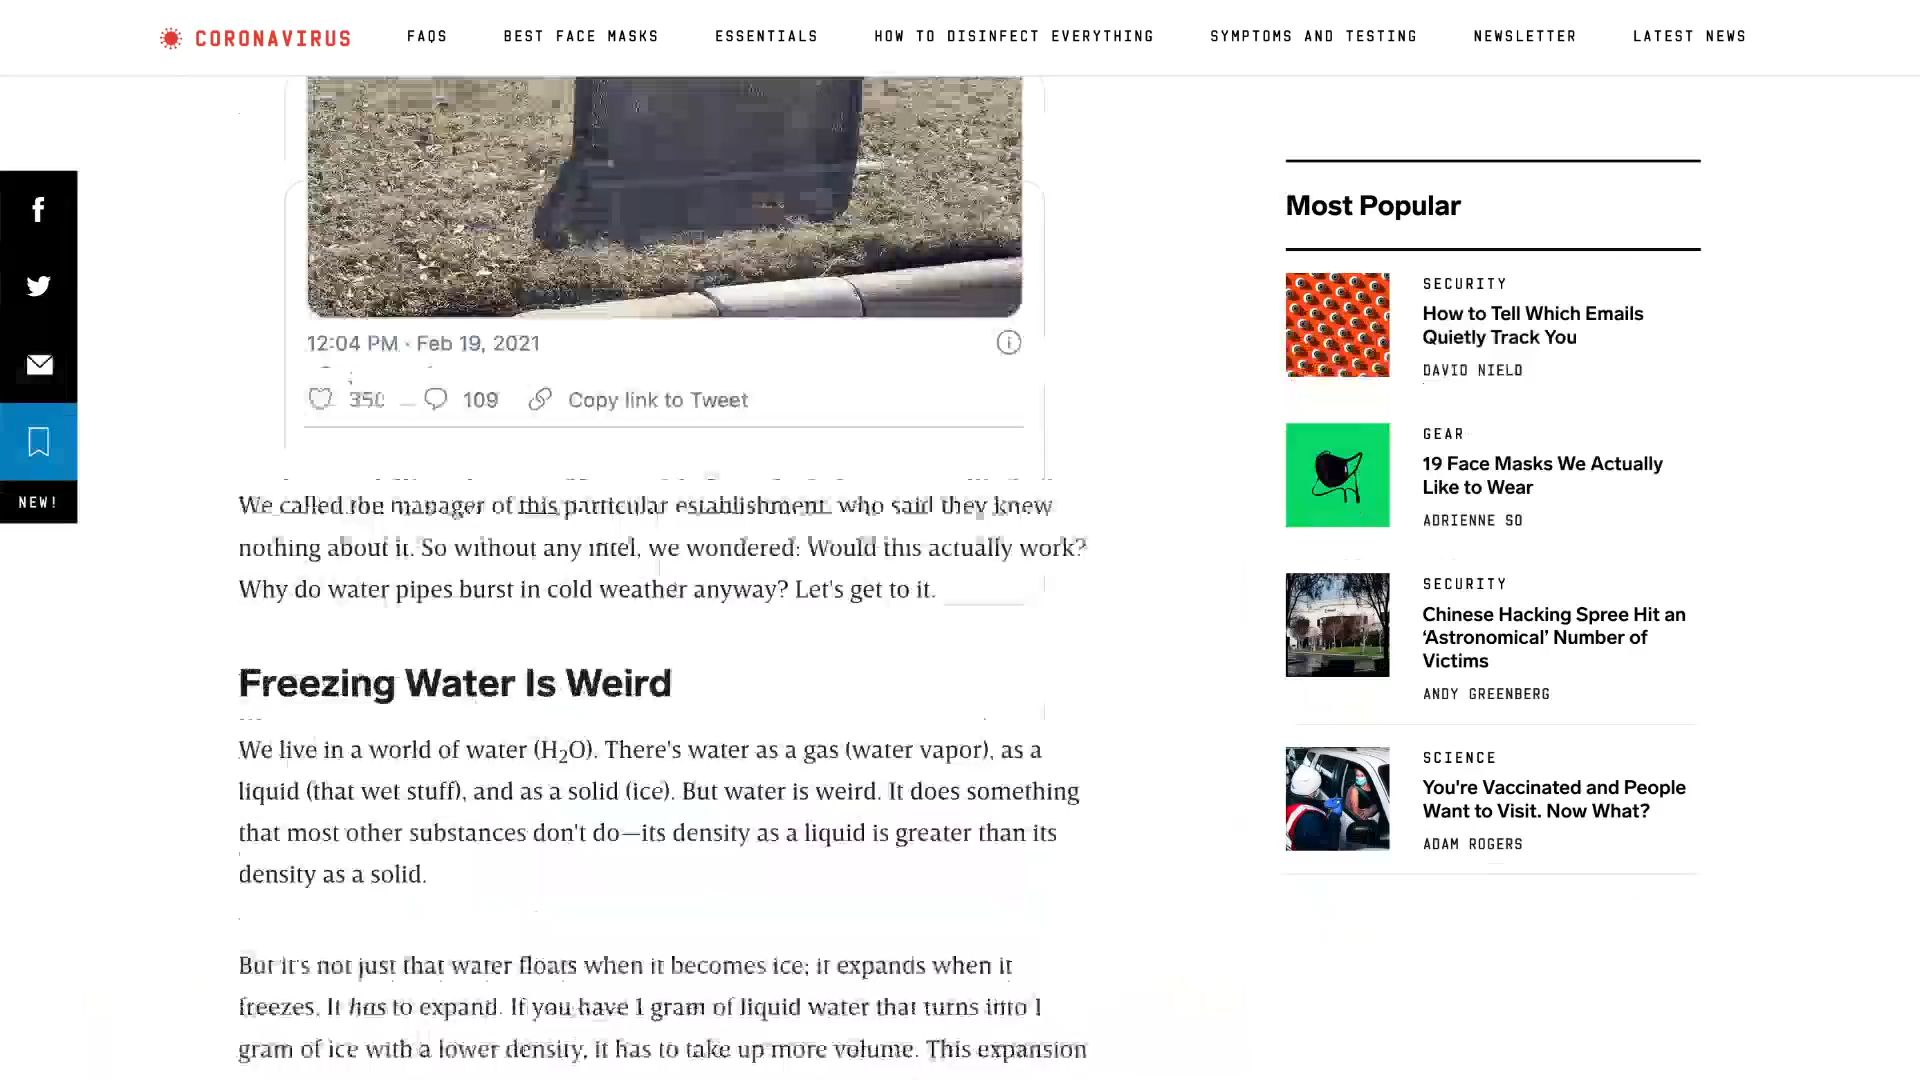 CORONAVIRUS
FAQS
BEST FACE MASKS
ESSENTIALS
HOW TO DISINFECT EVERYTHING
SYMPTOMS AND TESTING
NEWSLETTER
LATEST NEWS
NEW!
12:04 PM · Feb 19, 2021
350
109
Copy link to Tweet
We called the manager of this particular establishment, who said they knew
nothing about it. So without any intel, we wondered: Would this actually work?
Why do water pipes burst in cold weather anyway? Let's get to it.
Freezing Water Is Weird
We live in a world of water (H₂O). There's water as a gas (water vapor), as a
liquid (that wet stuff), and as a solid (ice). But water is weird. It does something
that most other substances don't do—its density as a liquid is greater than its
density as a solid.
But it's not just that water floats when it becomes ice; it expands when it
freezes. It has to expand. If you have 1 gram of liquid water that turns into 1
gram of ice with a lower density, it has to take up more volume. This expansion
Most Popular
SECURITY
How to Tell Which Emails
Quietly Track You
DAVID NIELD
GEAR
19 Face Masks We Actually
Like to Wear
ADRIENNE SO
SECURITY
Chinese Hacking Spree Hit an
‘Astronomical’ Number of
Victims
ANDY GREENBERG
SCIENCE
You're Vaccinated and People
Want to Visit. Now What?
ADAM ROGERS